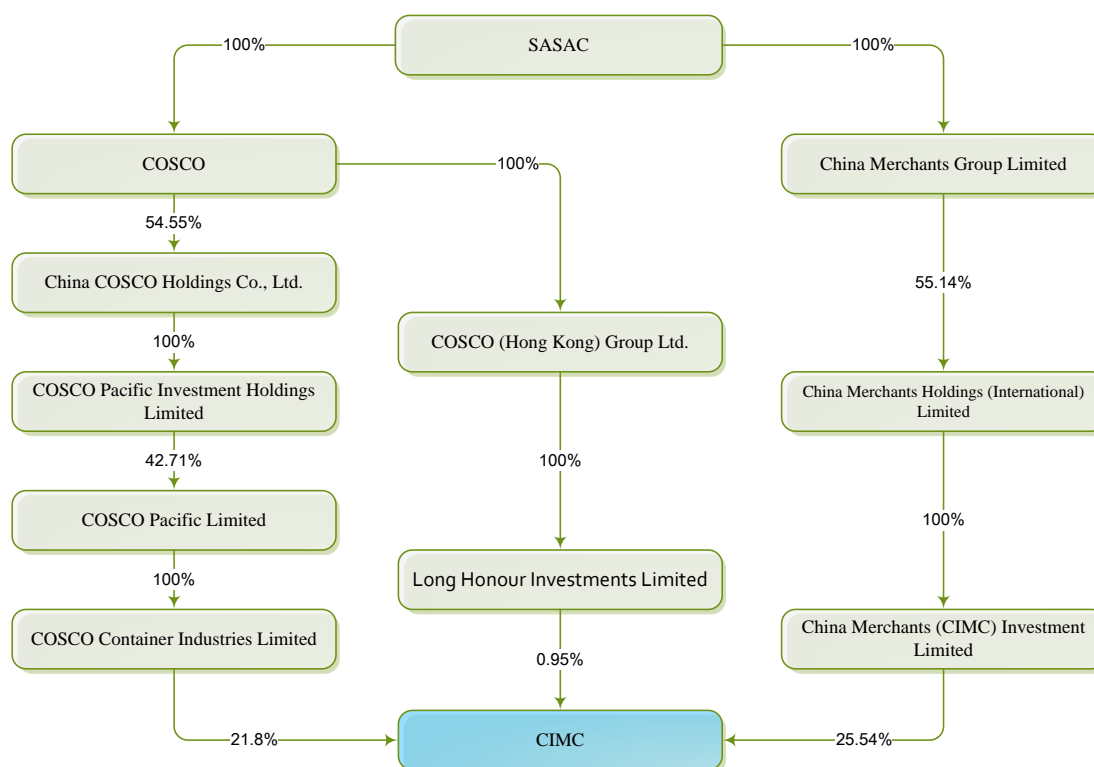 100%
SASAC
100%
COSCO
100%
China Merchants Group Limited
54.55%
China COSCO Holdings Co., Ltd.
55.14%
100%
COSCO (Hong Kong) Group Ltd.
COSCO Pacific Investment Holdings
Limited
China Merchants Holdings (International)
Limited
42.71%
100%
COSCO Pacific Limited
100%
100%
Long Honour Investments Limited
COSCO Container Industries Limited
China Merchants (CIMC) Investment
Limited
0.95%
21.8%
CIMC
25.54%